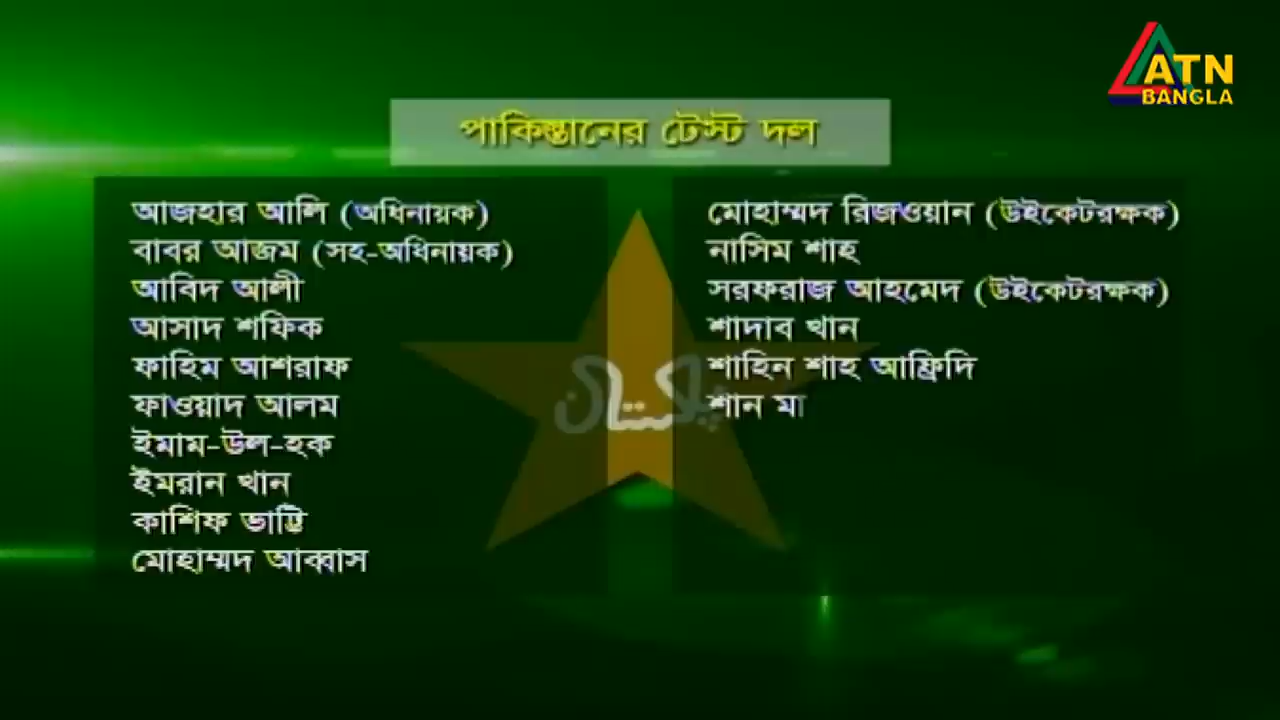 ATN
BANGLA
পাকিস্তানের টেস্ট দল
আজহার আলি (অধিনায়ক)
বাবর আজম (সহ-অধিনায়ক)
আবিদ আলী
আসাদ শফিক
ফাহিম আশরাফ
ফাওয়াদ আলম
ইমাম-উল-হক
ইমরান খান
কাশিফ ভাট্টি
মোহাম্মদ আব্বাস
মোহাম্মদ রিজওয়ান (উইকেটরক্ষক)
নাসিম শাহ
সরফরাজ আহমেদ (উইকেটরক্ষক)
শাদাব খান
শাহিন শাহ আফ্রিদি
শান মা
پاکستان